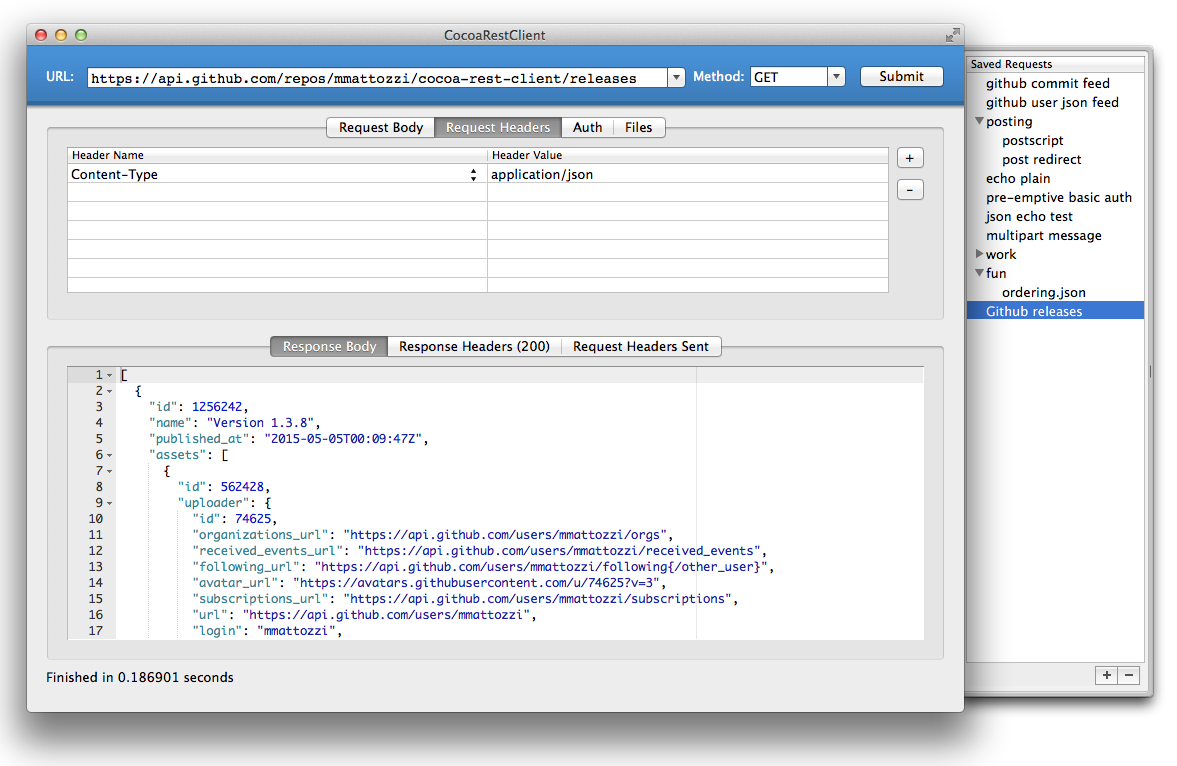 CocoaRestClient
URL: https://api.github.com/repos/mmattozzi/cocoa-rest-client/releases Method: GET Submit
Request Body Request Headers Auth Files
Header Name Header Value
Content-Type application/json
+
-
Response Body Response Headers (200) Request Headers Sent
1 [
2 {
3 "id": 1256242,
4 "name": "Version 1.3.8",
5 "published_at": "2015-05-05T00:09:47Z",
6 "assets": [
7 {
8 "id": 562428,
9 "uploader": {
10 "id": 74625,
11 "organizations_url": "https://api.github.com/users/mmattozzi/orgs",
12 "received_events_url": "https://api.github.com/users/mmattozzi/received_events",
13 "following_url": "https://api.github.com/users/mmattozzi/following{/other_user}",
14 "avatar_url": "https://avatars.githubusercontent.com/u/74625?v=3",
15 "subscriptions_url": "https://api.github.com/users/mmattozzi/subscriptions",
16 "url": "https://api.github.com/users/mmattozzi",
17 "login": "mmattozzi",
Finished in 0.186901 seconds
Saved Requests
github commit feed
github user json feed
posting
postscript
post redirect
echo plain
pre-emptive basic auth
json echo test
multipart message
work
fun
ordering.json
Github releases
+ −